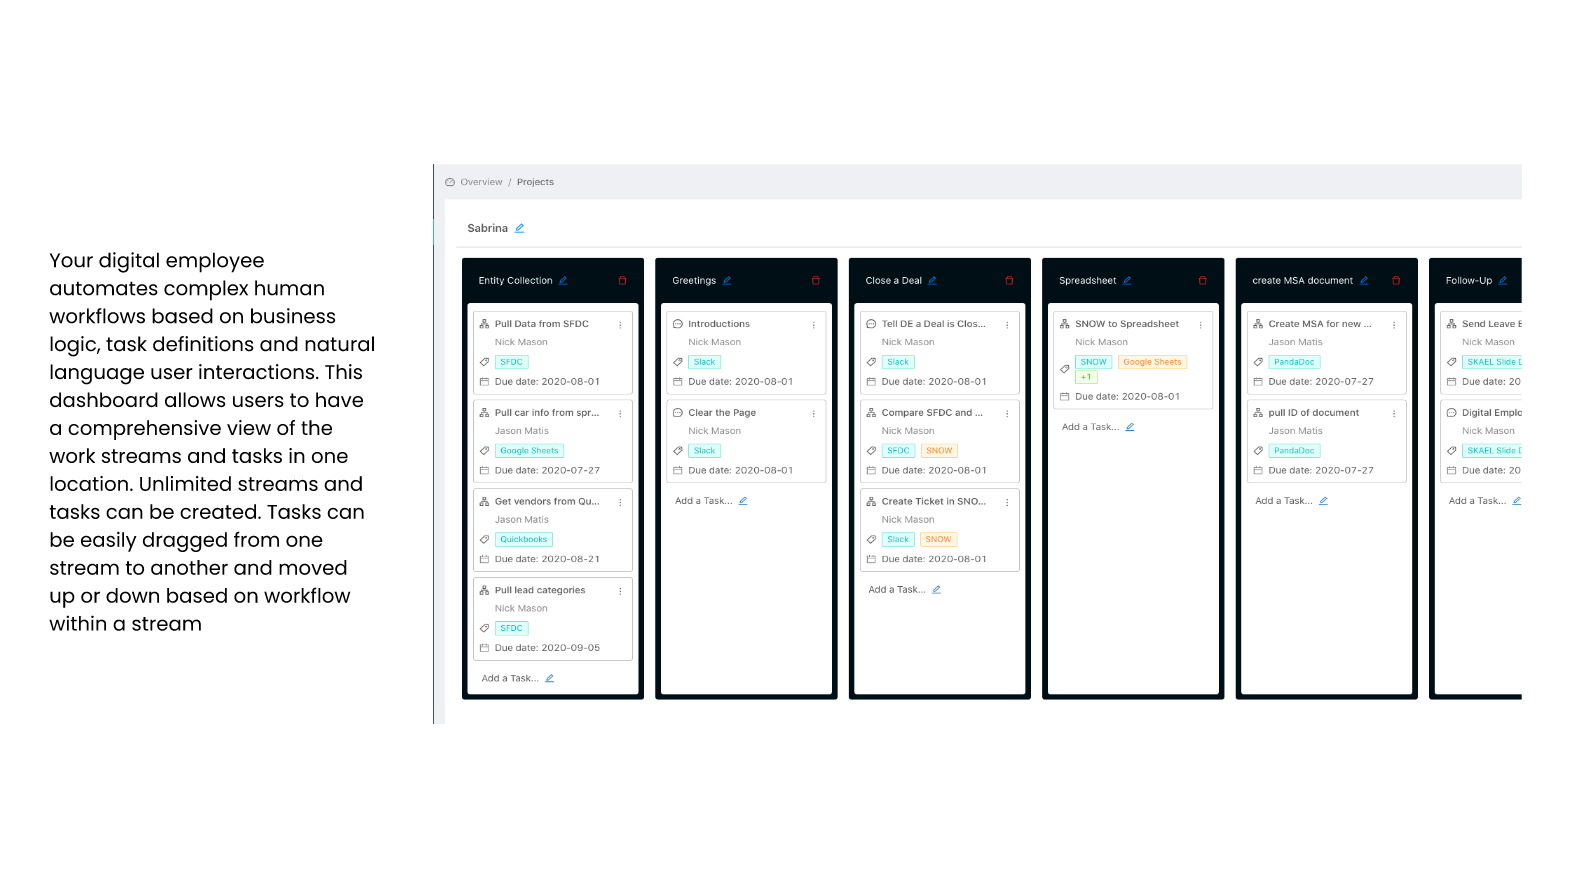 Your digital employee
automates complex human
workflows based on business
logic, task definitions and natural
language user interactions. This
dashboard allows users to have
a comprehensive view of the
work streams and tasks in one
location. Unlimited streams and
tasks can be created. Tasks can
be easily dragged from one
stream to another and moved
up or down based on workflow
within a stream
Overview / Projects
Sabrina
Entity Collection
Pull Data from SFDC
Nick Mason
SFDC
Due date: 2020-08-01
Pull car info from spr...
Jason Matis
Google Sheets
Due date: 2020-07-27
Get vendors from Qu...
Jason Matis
Quickbooks
Due date: 2020-08-21
Pull lead categories
Nick Mason
SFDC
Due date: 2020-09-05
Add a Task...
Greetings
Introductions
Nick Mason
Slack
Due date: 2020-08-01
Clear the Page
Nick Mason
Slack
Due date: 2020-08-01
Add a Task...
Close a Deal
Tell DE a Deal is Clos...
Nick Mason
Slack
Due date: 2020-08-01
Compare SFDC and ...
Nick Mason
SFDC SNOW
Due date: 2020-08-01
Create Ticket in SNO...
Nick Mason
Slack SNOW
Due date: 2020-08-01
Add a Task...
Spreadsheet
SNOW to Spreadsheet
Nick Mason
SNOW Google Sheets
+1
Due date: 2020-08-01
Add a Task...
create MSA document
Create MSA for new ...
Jason Matis
PandaDoc
Due date: 2020-07-27
pull ID of document
Jason Matis
PandaDoc
Due date: 2020-07-27
Add a Task...
Follow-Up
Send Leave
Nick Mason
SKAEL Slide
Due date: 20
Digital Emplo
Nick Mason
SKAEL Slide
Due date: 20
Add a Task...